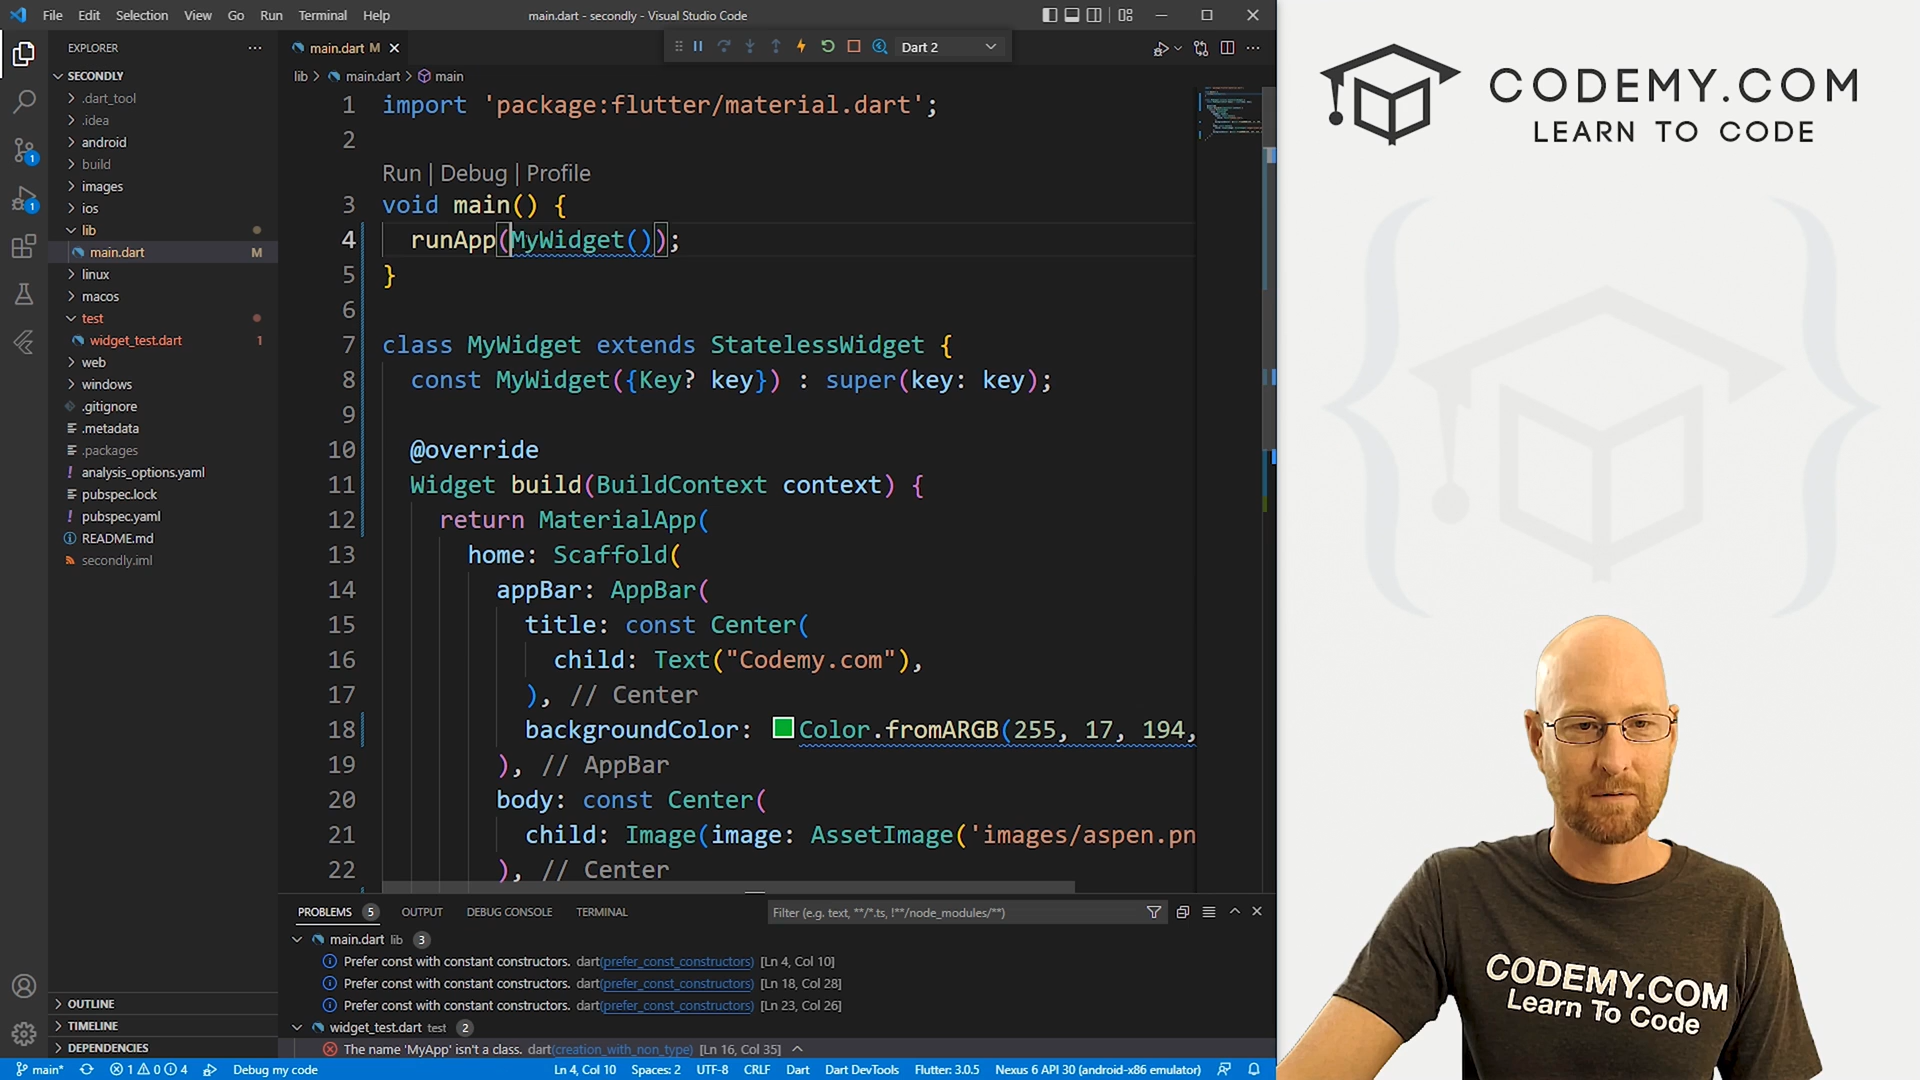 File Edit Selection View Go Run Terminal Help
main.dart - secondly - Visual Studio Code
EXPLORER
SECONDLY
.dart_tool
.idea
android
build
images
ios
lib
main.dart M
linux
macos
test
widget_test.dart 1
web
windows
.gitignore
.metadata
.packages
analysis_options.yaml
pubspec.lock
pubspec.yaml
README.md
secondly.iml
OUTLINE
TIMELINE
DEPENDENCIES
1
1
main.dart M
Dart 2
lib > main.dart > main
1 import 'package:flutter/material.dart';
2
Run | Debug | Profile
3 void main() {
4 runApp(MyWidget());
5 }
6
7 class MyWidget extends StatelessWidget {
8 const MyWidget({Key? key}) : super(key: key);
9
10 @override
11 Widget build(BuildContext context) {
12 return MaterialApp(
13 home: Scaffold(
14 appBar: AppBar(
15 title: const Center(
16 child: Text("Codemy.com"),
17 ), // Center
18 backgroundColor: Color.fromARGB(255, 17, 194,
19 ), // AppBar
20 body: const Center(
21 child: Image(image: AssetImage('images/aspen.pn
22 ), // Center
PROBLEMS 5 OUTPUT DEBUG CONSOLE TERMINAL
Filter (e.g. text, **/*.ts, !**/node_modules/**)
main.dart lib 3
Prefer const with constant constructors. dart(prefer_const_constructors) [Ln 4, Col 10]
Prefer const with constant constructors. dart(prefer_const_constructors) [Ln 18, Col 28]
Prefer const with constant constructors. dart(prefer_const_constructors) [Ln 23, Col 26]
widget_test.dart test 2
The name 'MyApp' isn't a class. dart(creation_with_non_type) [Ln 16, Col 35]
main* 1 0 4 Debug my code Ln 4, Col 10 Spaces: 2 UTF-8 CRLF Dart Dart DevTools Flutter: 3.0.5 Nexus 6 API 30 (android-x86 emulator)
CODEMY.COM
LEARN TO CODE
CODEMY.COM
Learn To Code